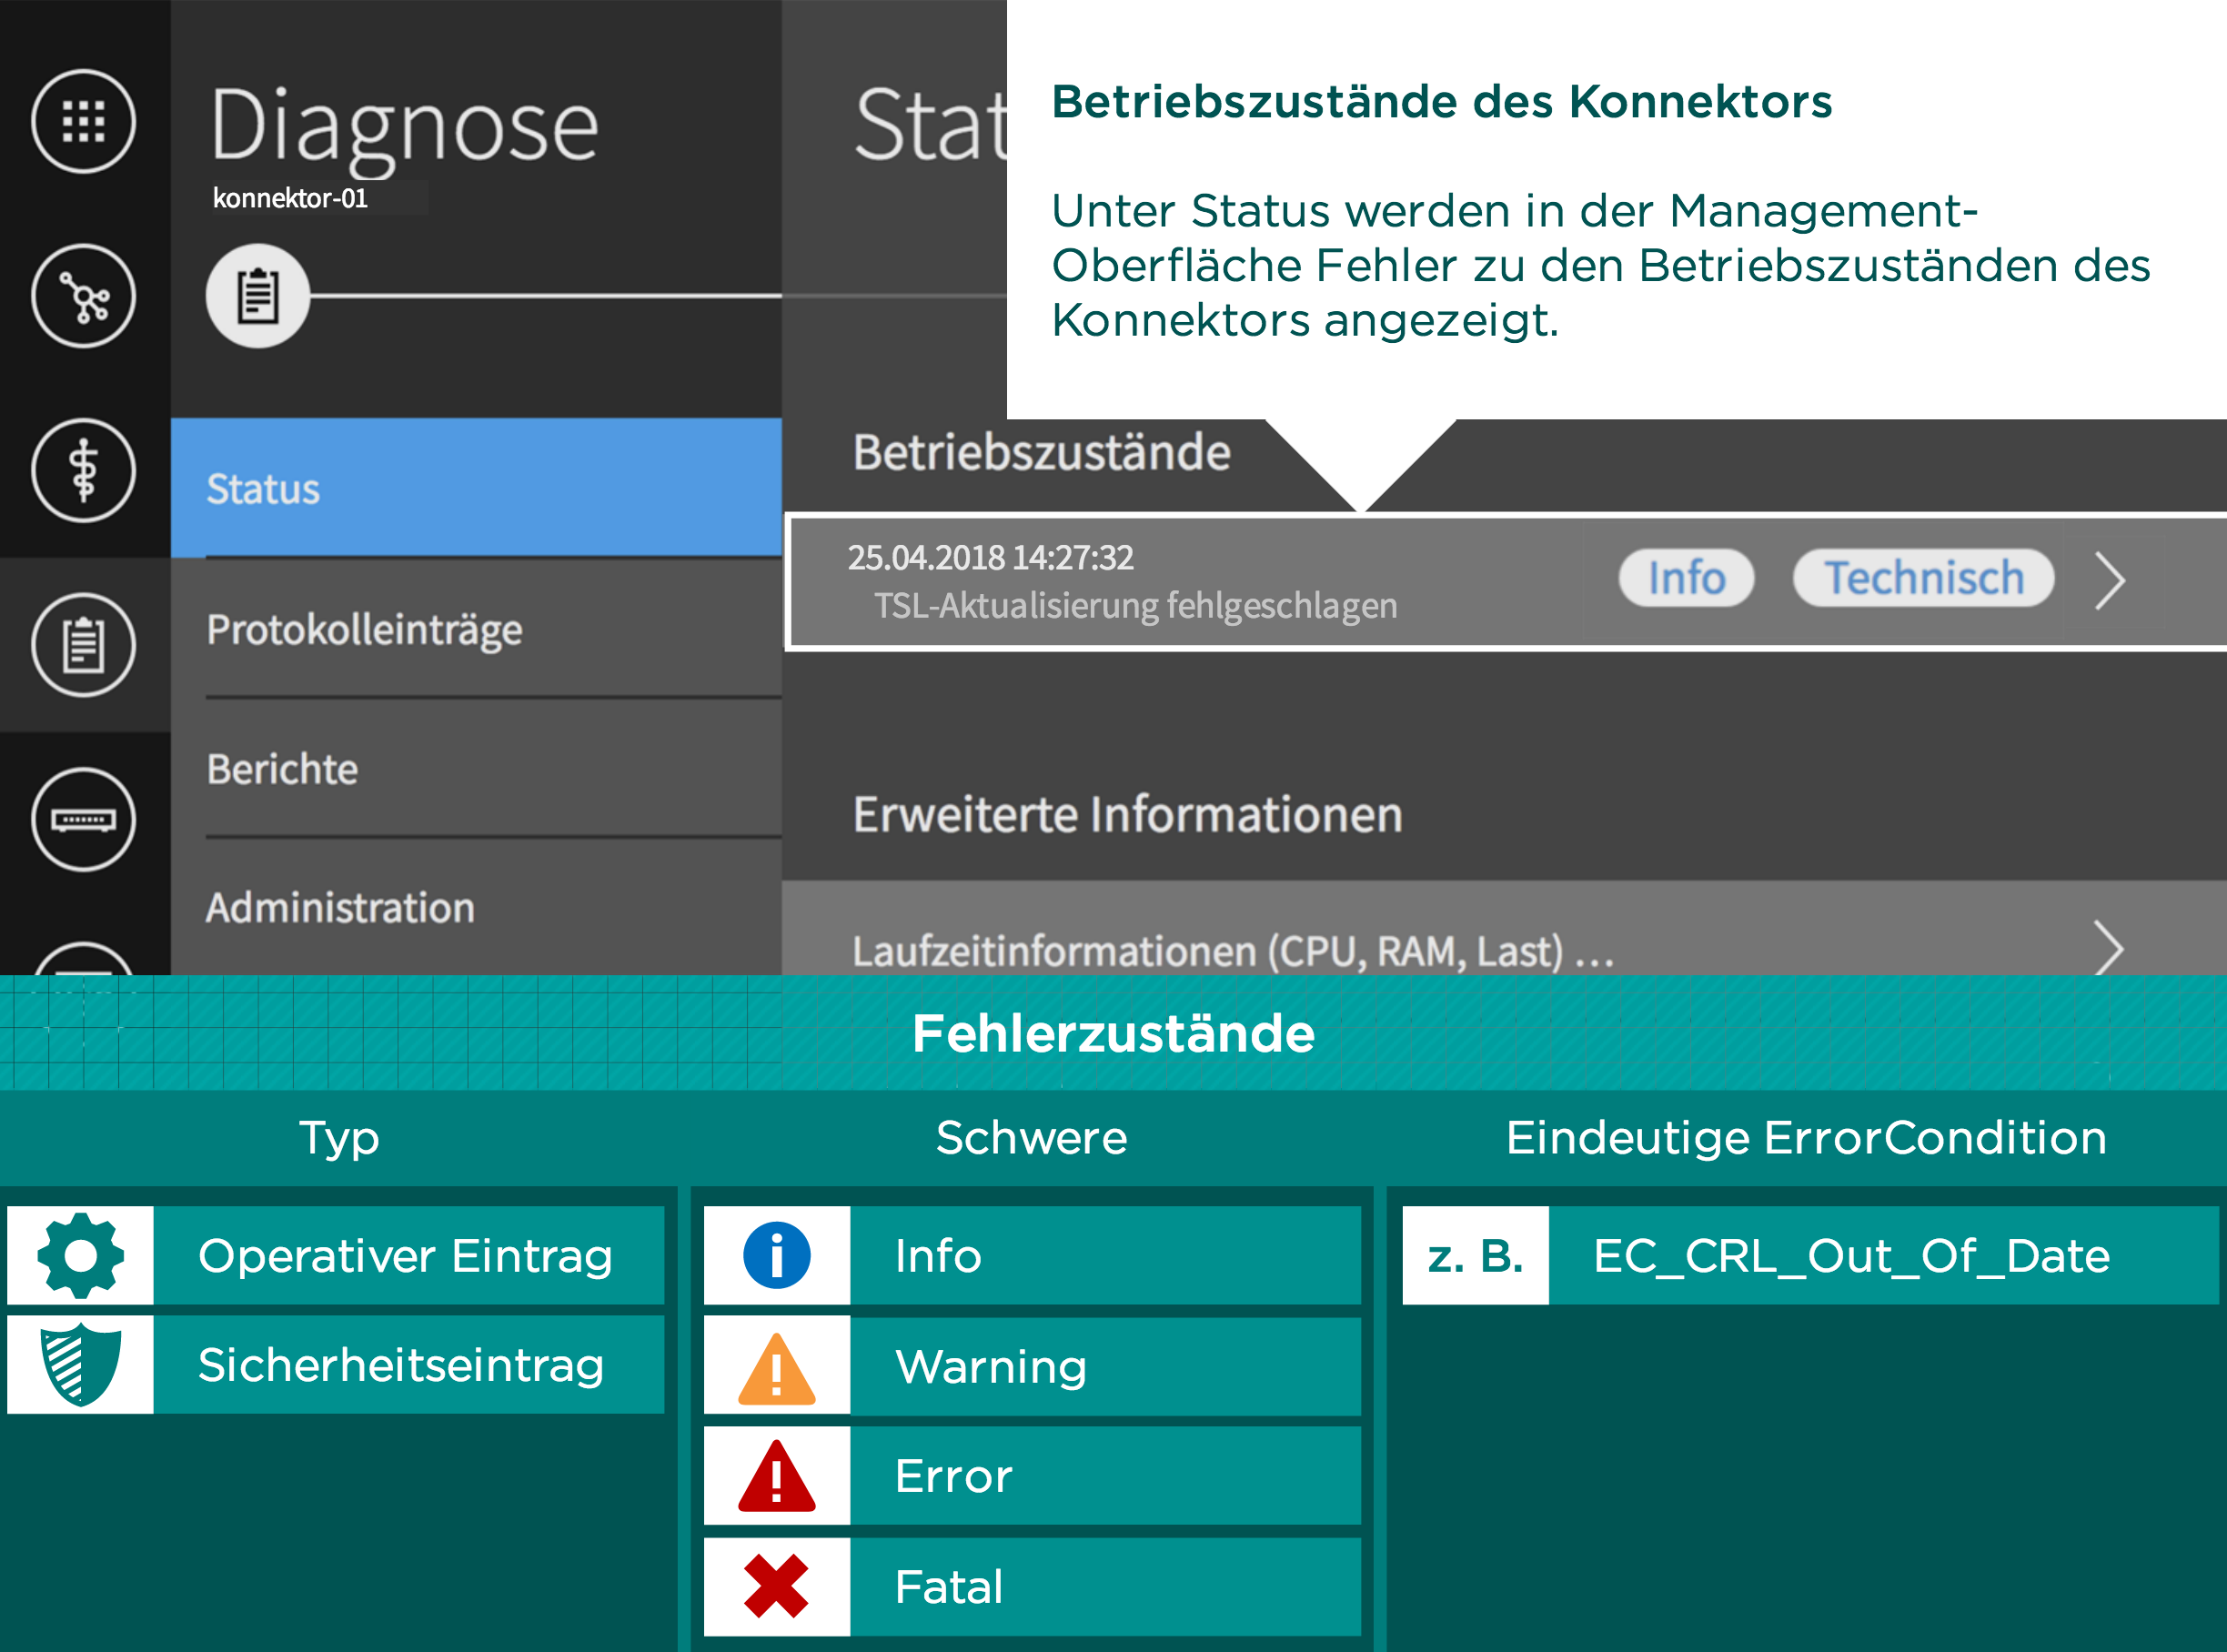 Diagnose
konnektor-01
Status
Protokolleinträge
Berichte
Administration
Stat
Betriebszustände des Konnektors
Unter Status werden in der Management-
Oberfläche Fehler zu den Betriebszuständen des
Konnektors angezeigt.
Betriebszustände
25.04.2018 14:27:32
TSL-Aktualisierung fehlgeschlagen
Info
Technisch
Erweiterte Informationen
Laufzeitinformationen (CPU, RAM, Last) ...
Fehlerzustände
Typ
Operativer Eintrag
Sicherheitseintrag
Schwere
Info
Warning
Error
Fatal
Eindeutige ErrorCondition
z. B. EC_CRL_Out_Of_Date